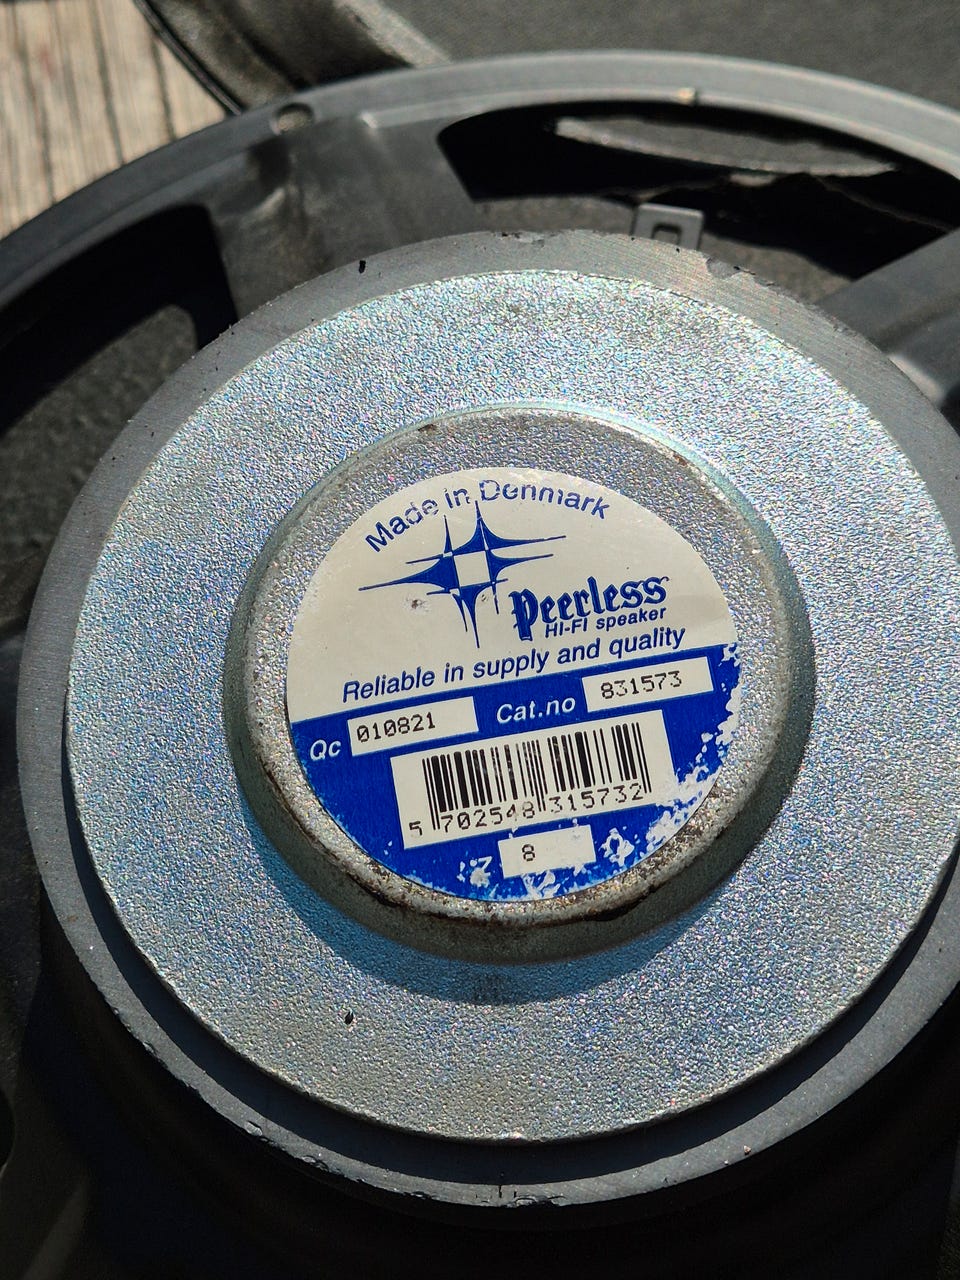 Made in Denmark
Peerless
HI-FI speaker
Reliable in supply and quality
Qc 010821 Cat.no 831573
5 702548 315732
8